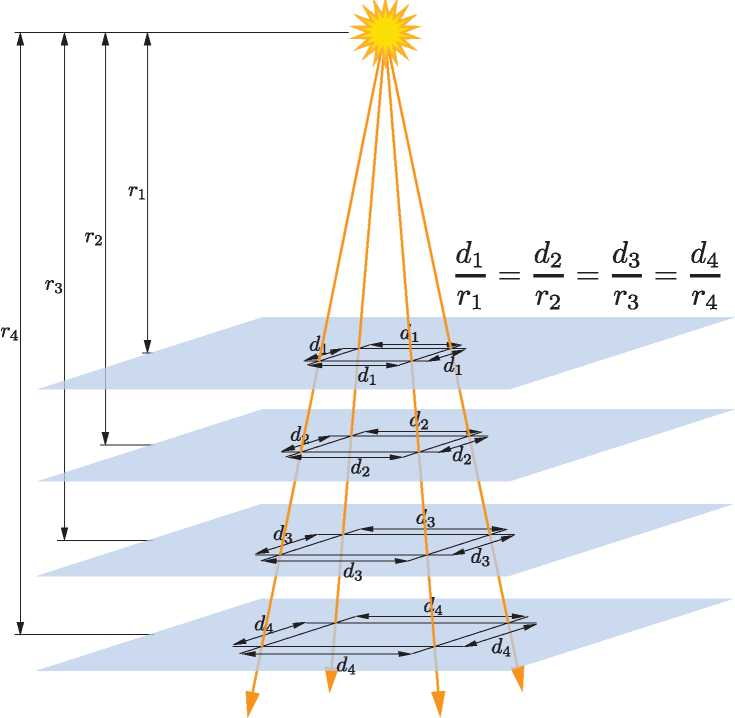 r₁
r₂
r₃
r₄
d₁/r₁ = d₂/r₂ = d₃/r₃ = d₄/r₄
d₁
d₁
d₁
d₁
d₂
d₂
d₂
d₂
d₃
d₃
d₃
d₃
d₄
d₄
d₄
d₄